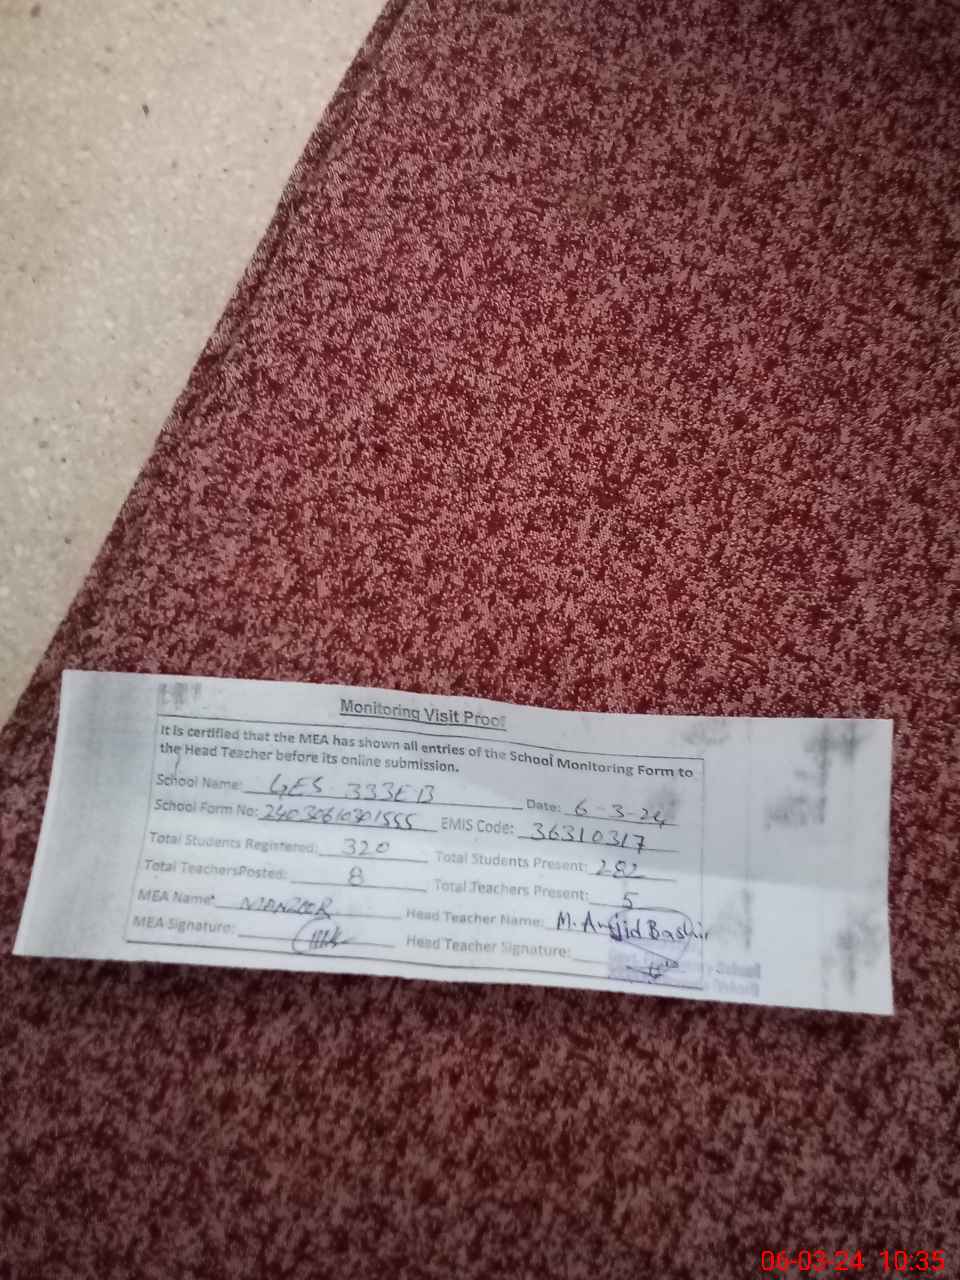 Monitoring Visit Proof
It is certified that the MEA has shown all entries of the School Monitoring Form to
the Head Teacher before its online submission.
School Name: GES 333EB Date: 6-3-24
School Form No: 24030610301555 EMIS Code: 36310317
Total Students Registered: 320 Total Students Present: 282
Total TeachersPosted: 8 Total Teachers Present: 5
MEA Name: MANZOOR Head Teacher Name: M. Amjid Bashir
MEA Signature: Head Teacher Signature:
School
06-03-24 10:35